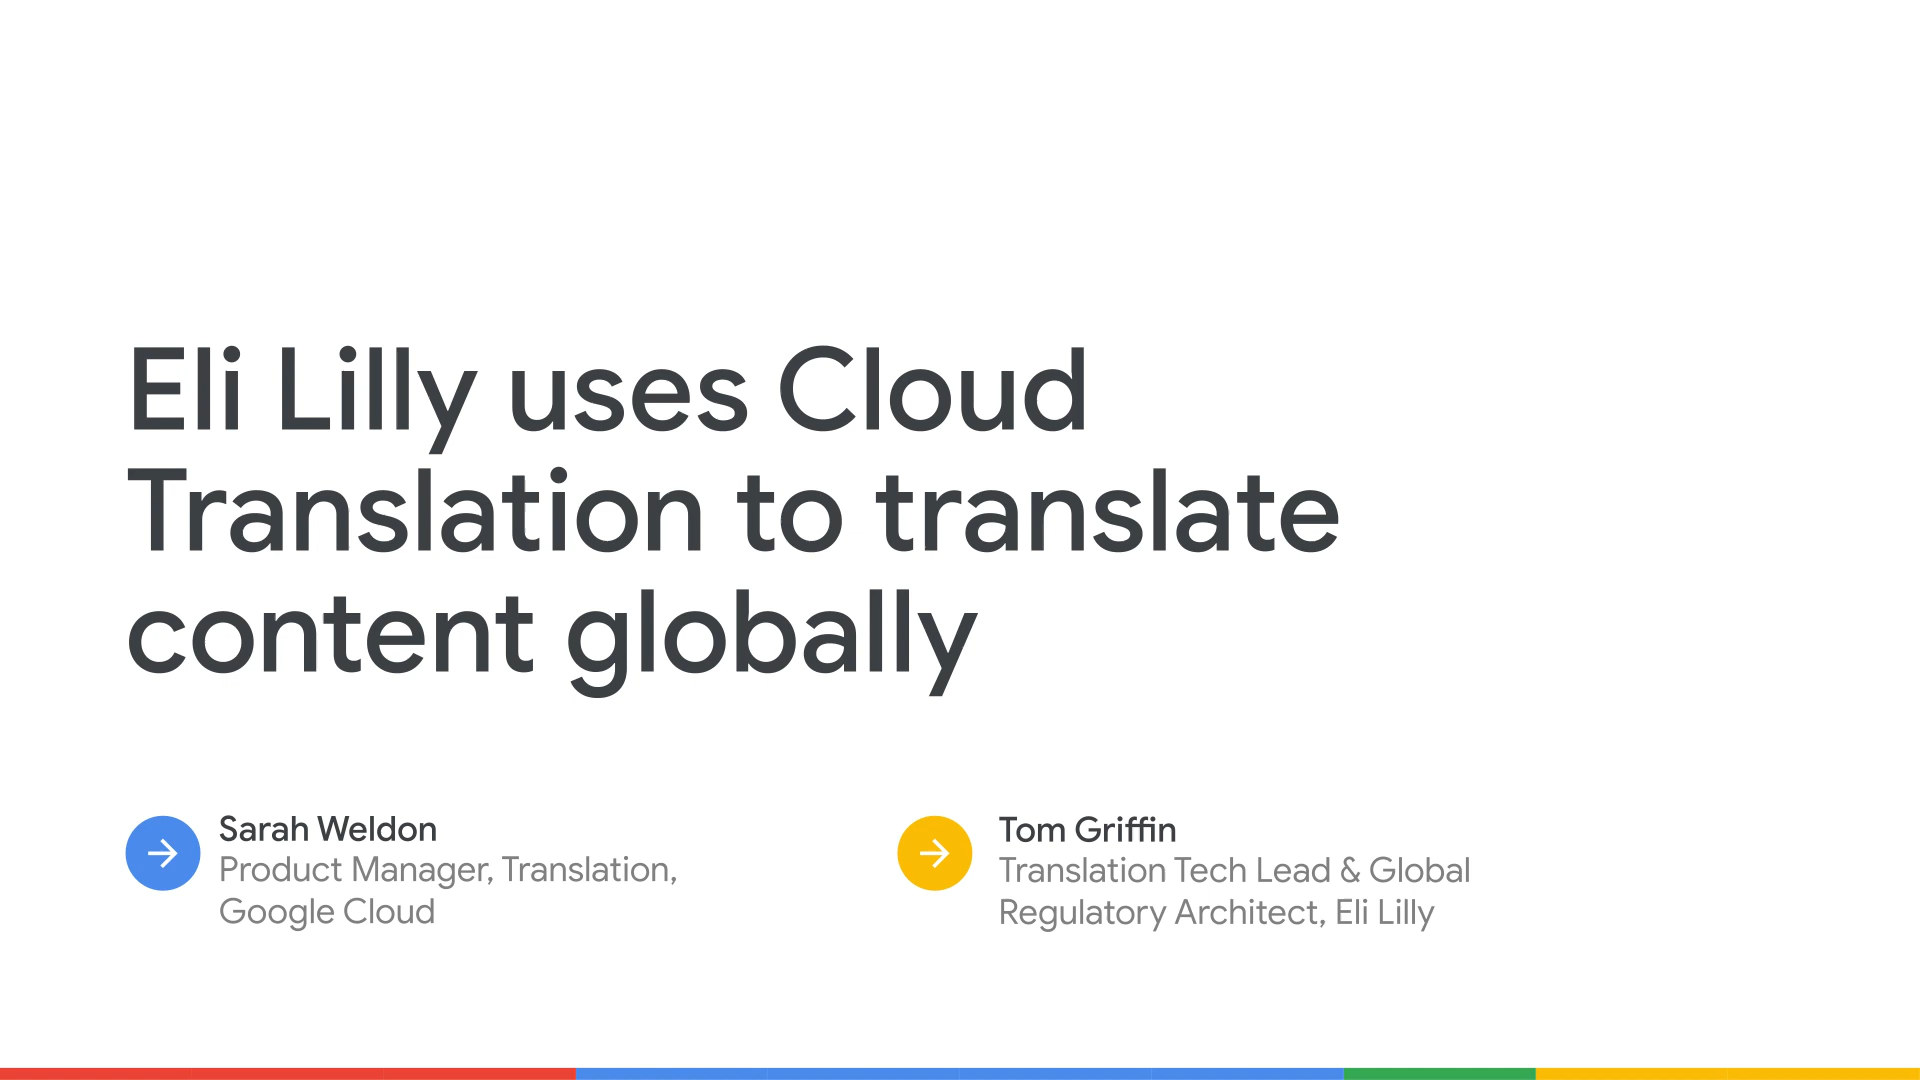 Eli Lilly uses Cloud
Translation to translate
content globally
Sarah Weldon
Product Manager, Translation,
Google Cloud
Tom Griffin
Translation Tech Lead & Global
Regulatory Architect, Eli Lilly